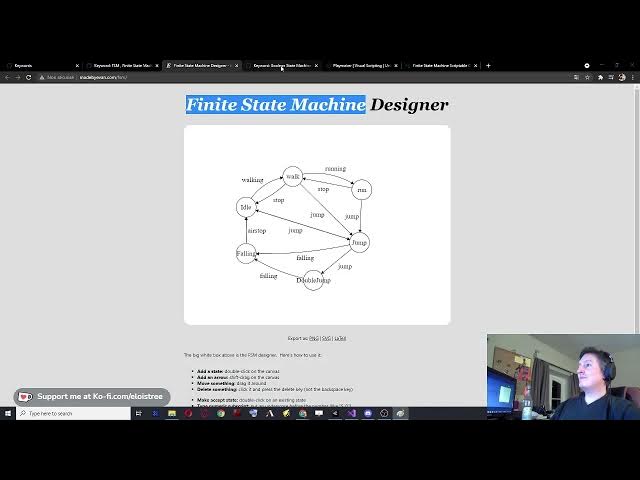 Keywords
Keyword: FSM , Finite State Mach
Finite State Machine Designer -
Keyword: Boolean State Machine
Playmaker | Visual Scripting | Un
Finite State Machine Scriptable O
Non sécurisé | madebyevan.com/fsm/
Finite State Machine Designer
running
walk
walking
run
stop
stop
Idle
jump
jump
airstop
jump
Jump
Falling
falling
jump
falling
DoubleJump
Export as: PNG | SVG | LaTeX
The big white box above is the FSM designer. Here's how to use it:
Add a state: double-click on the canvas
Add an arrow: shift-drag on the canvas
Move something: drag it around
Delete something: click it and press the delete key (not the backspace key)
Make accept state: double-click on an existing state
Support me at Ko-fi.com/eloistree
Type here to search